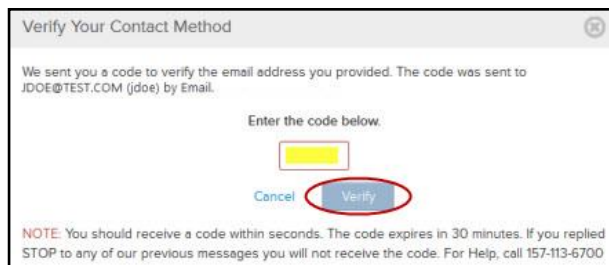 Verify Your Contact Method
We sent you a code to verify the email address you provided. The code was sent to
JDOE@TEST.COM (jdoe) by Email.
Enter the code below.
Cancel Verify
NOTE: You should receive a code within seconds. The code expires in 30 minutes. If you replied
STOP to any of our previous messages you will not receive the code. For Help, call 157-113-6700